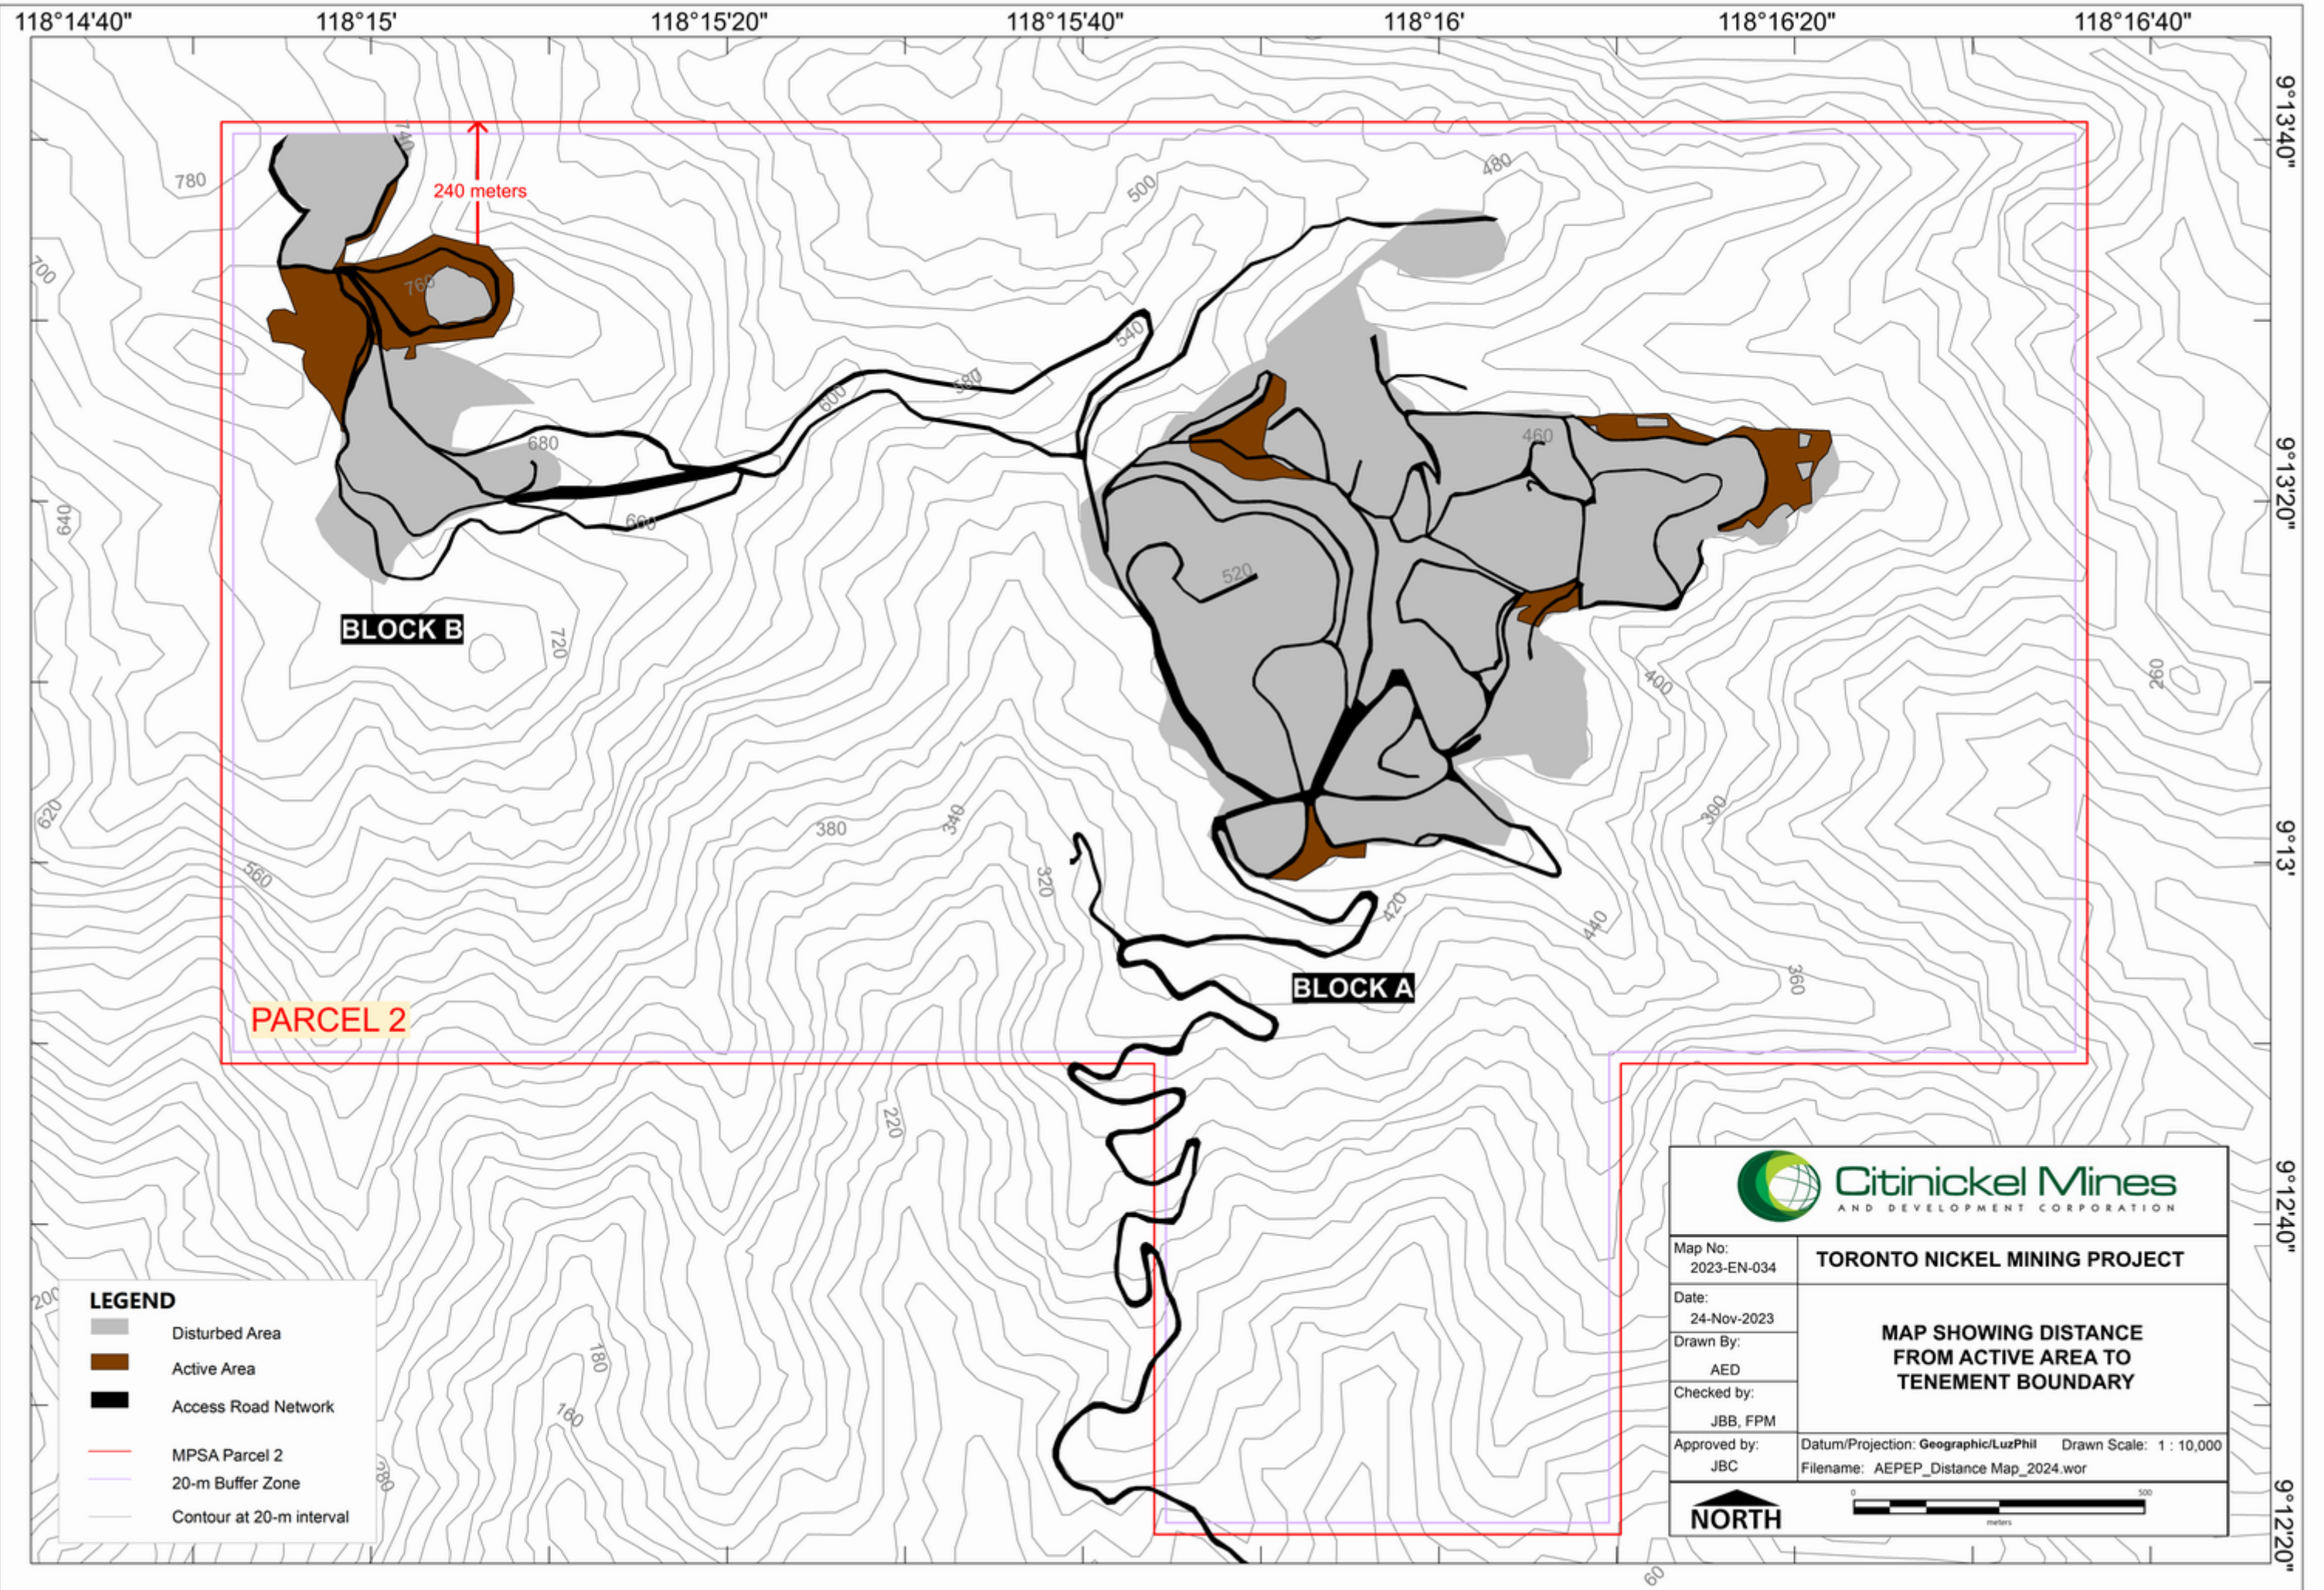 118°14'40" 118°15' 118°15'20" 118°15'40" 118°16' 118°16'20" 118°16'40"
9°13'40"
9°13'20"
9°13'
9°12'40"
9°12'20"
740
780
240 meters
500
480
700
760
540
580
600
460
680
640
660
520
BLOCK B
720
400
260
620
380
340
300
560
320
420
440
BLOCK A
360
PARCEL 2
220
200
180
160
280
60
LEGEND
Disturbed Area
Active Area
Access Road Network
MPSA Parcel 2
20-m Buffer Zone
Contour at 20-m interval
Citinickel Mines
AND DEVELOPMENT CORPORATION
Map No:
2023-EN-034
TORONTO NICKEL MINING PROJECT
Date:
24-Nov-2023
Drawn By:
AED
Checked by:
JBB, FPM
Approved by:
JBC
MAP SHOWING DISTANCE
FROM ACTIVE AREA TO
TENEMENT BOUNDARY
Datum/Projection: Geographic/LuzPhil Drawn Scale: 1 : 10,000
Filename: AEPEP_Distance Map_2024.wor
NORTH
0 500
meters